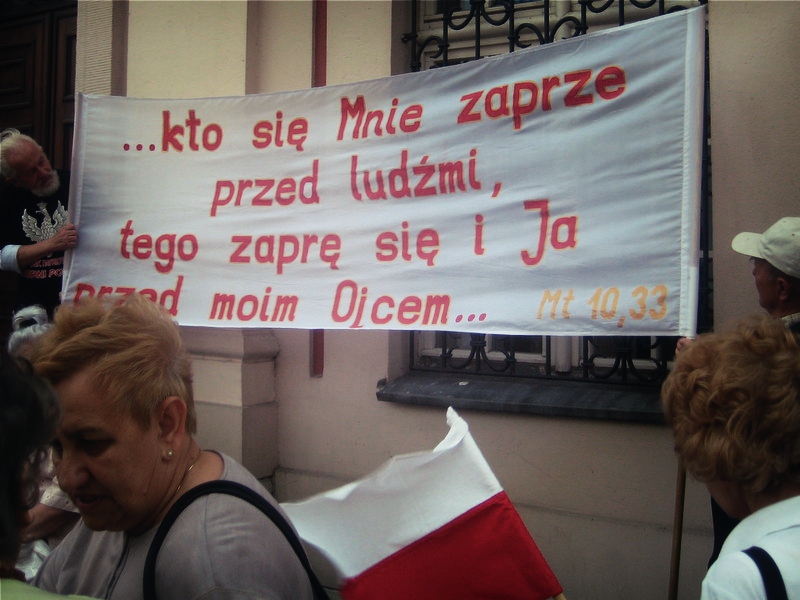 ...kto się Mnie zaprze
przed ludźmi,
tego zaprę się i Ja
przed moim Ojcem... Mt 10,33